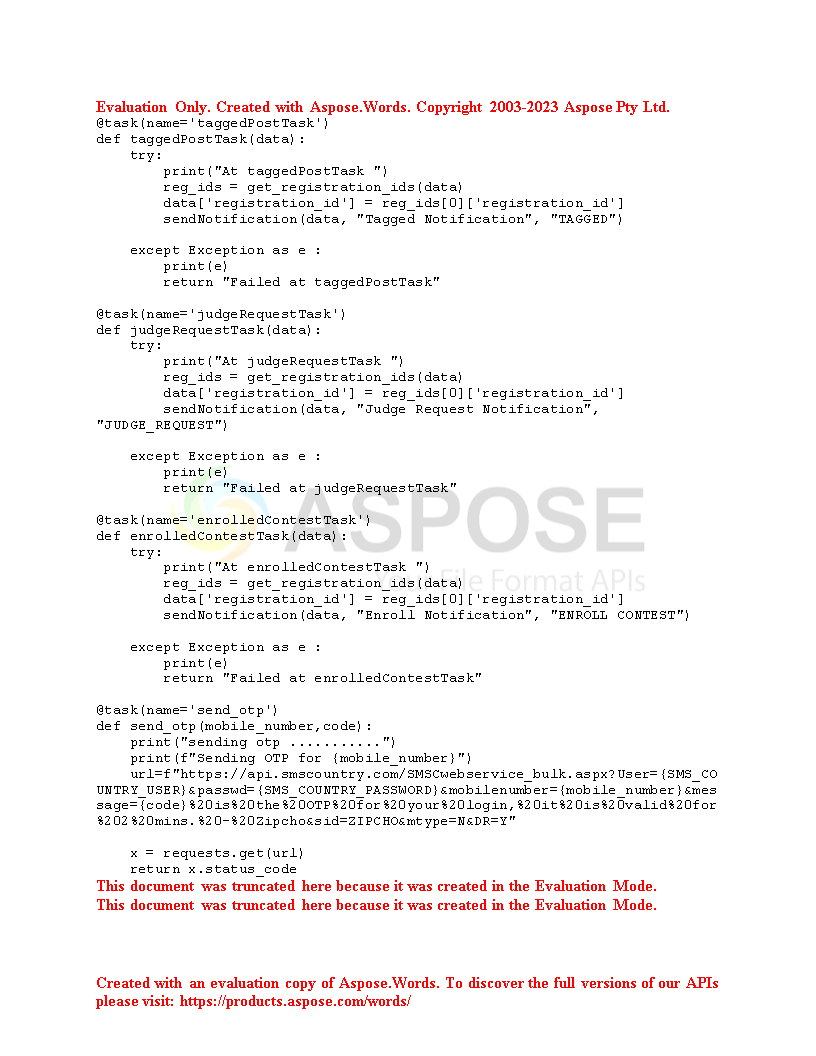 Evaluation Only. Created with Aspose.Words. Copyright 2003-2023 Aspose Pty Ltd.
@task(name='taggedPostTask')
def taggedPostTask(data):
    try:
        print("At taggedPostTask ")
        reg_ids = get_registration_ids(data)
        data['registration_id'] = reg_ids[0]['registration_id']
        sendNotification(data, "Tagged Notification", "TAGGED")

    except Exception as e :
        print(e)
        return "Failed at taggedPostTask"

@task(name='judgeRequestTask')
def judgeRequestTask(data):
    try:
        print("At judgeRequestTask ")
        reg_ids = get_registration_ids(data)
        data['registration_id'] = reg_ids[0]['registration_id']
        sendNotification(data, "Judge Request Notification",
"JUDGE_REQUEST")

    except Exception as e :
        print(e)
        return "Failed at judgeRequestTask"

ASPOSE
@task(name='enrolledContestTask')
def enrolledContestTask(data):
    try:
        print("At enrolledContestTask ")
Your File Format APIs
        reg_ids = get_registration_ids(data)
        data['registration_id'] = reg_ids[0]['registration_id']
        sendNotification(data, "Enroll Notification", "ENROLL CONTEST")

    except Exception as e :
        print(e)
        return "Failed at enrolledContestTask"

@task(name='send_otp')
def send_otp(mobile_number,code):
    print("sending otp ...........")
    print(f"Sending OTP for {mobile_number}")
    url=f"https://api.smscountry.com/SMSCwebservice_bulk.aspx?User={SMS_CO
UNTRY_USER}&passwd={SMS_COUNTRY_PASSWORD}&mobilenumber={mobile_number}&mes
sage={code}%20is%20the%20OTP%20for%20your%20login,%20it%20is%20valid%20for
%202%20mins.%20-%20Zipcho&sid=ZIPCHO&mtype=N&DR=Y"

    x = requests.get(url)
    return x.status_code
This document was truncated here because it was created in the Evaluation Mode.
This document was truncated here because it was created in the Evaluation Mode.
Created with an evaluation copy of Aspose.Words. To discover the full versions of our APIs
please visit: https://products.aspose.com/words/